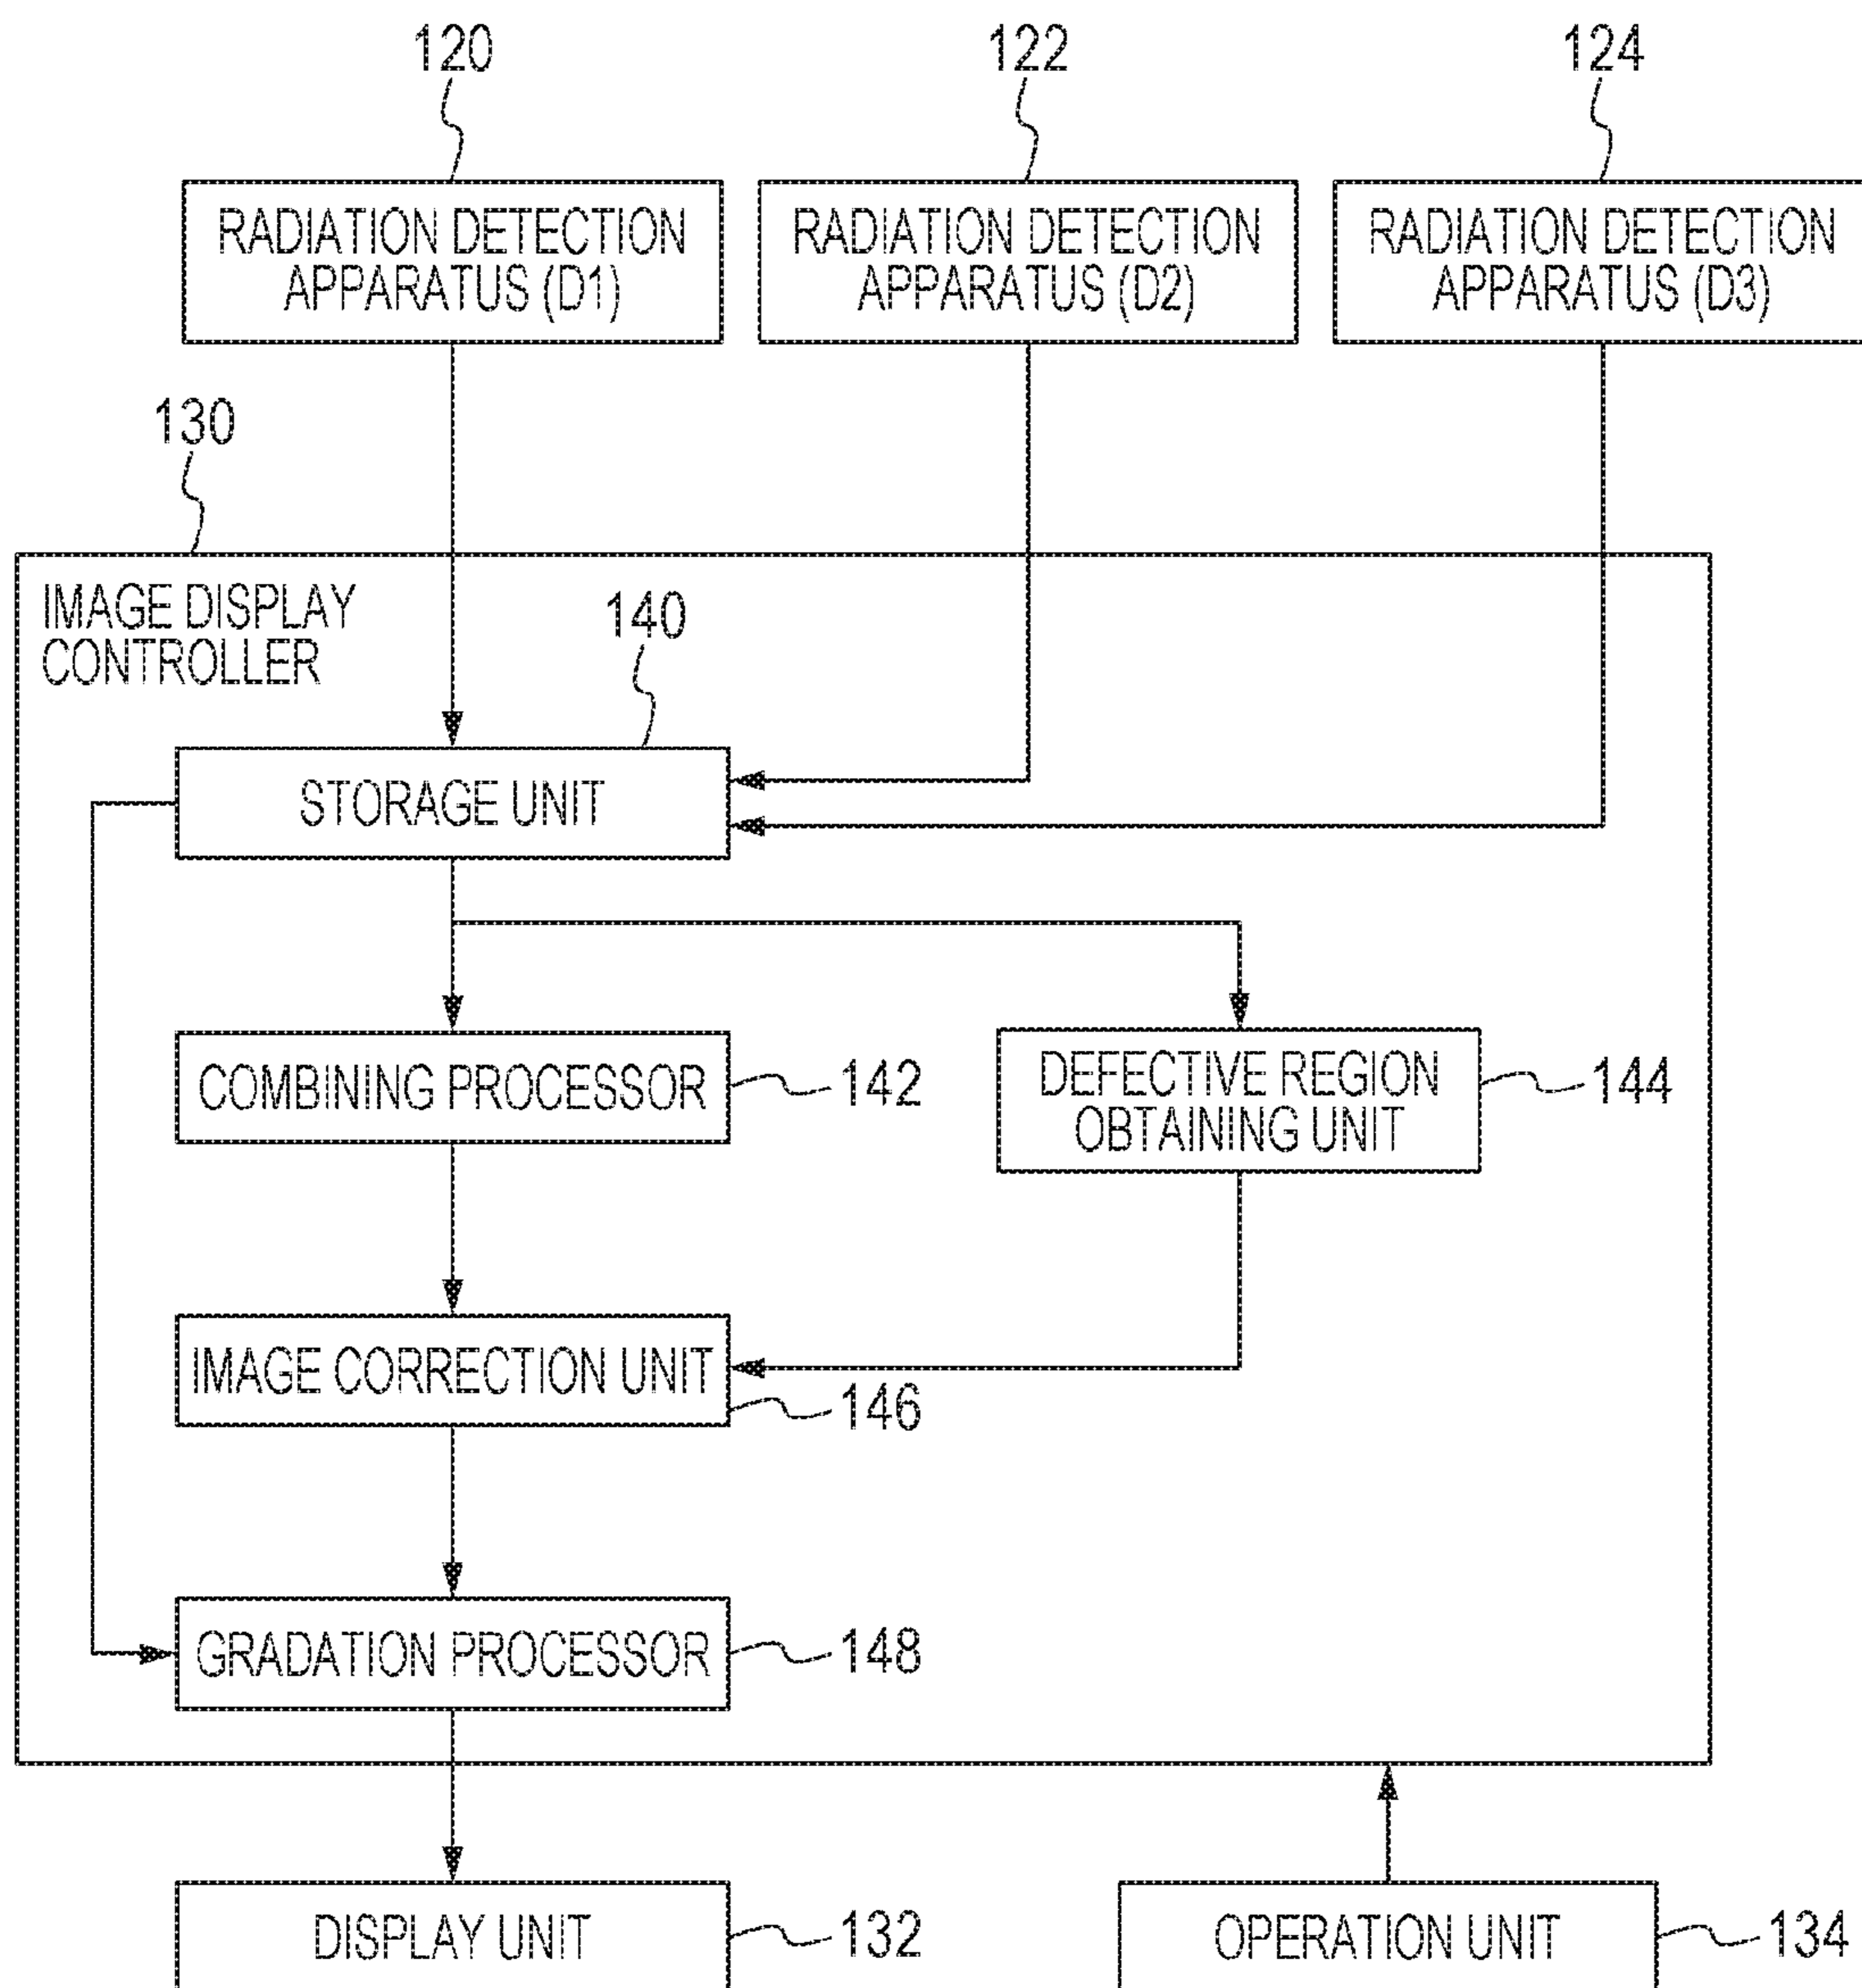 120
122
124
RADIATION DETECTION
APPARATUS (D1)
RADIATION DETECTION
APPARATUS (D2)
RADIATION DETECTION
APPARATUS (D3)
130
IMAGE DISPLAY
CONTROLLER
140
STORAGE UNIT
COMBINING PROCESSOR
142
DEFECTIVE REGION
OBTAINING UNIT
144
IMAGE CORRECTION UNIT
146
GRADATION PROCESSOR
148
DISPLAY UNIT
132
OPERATION UNIT
134